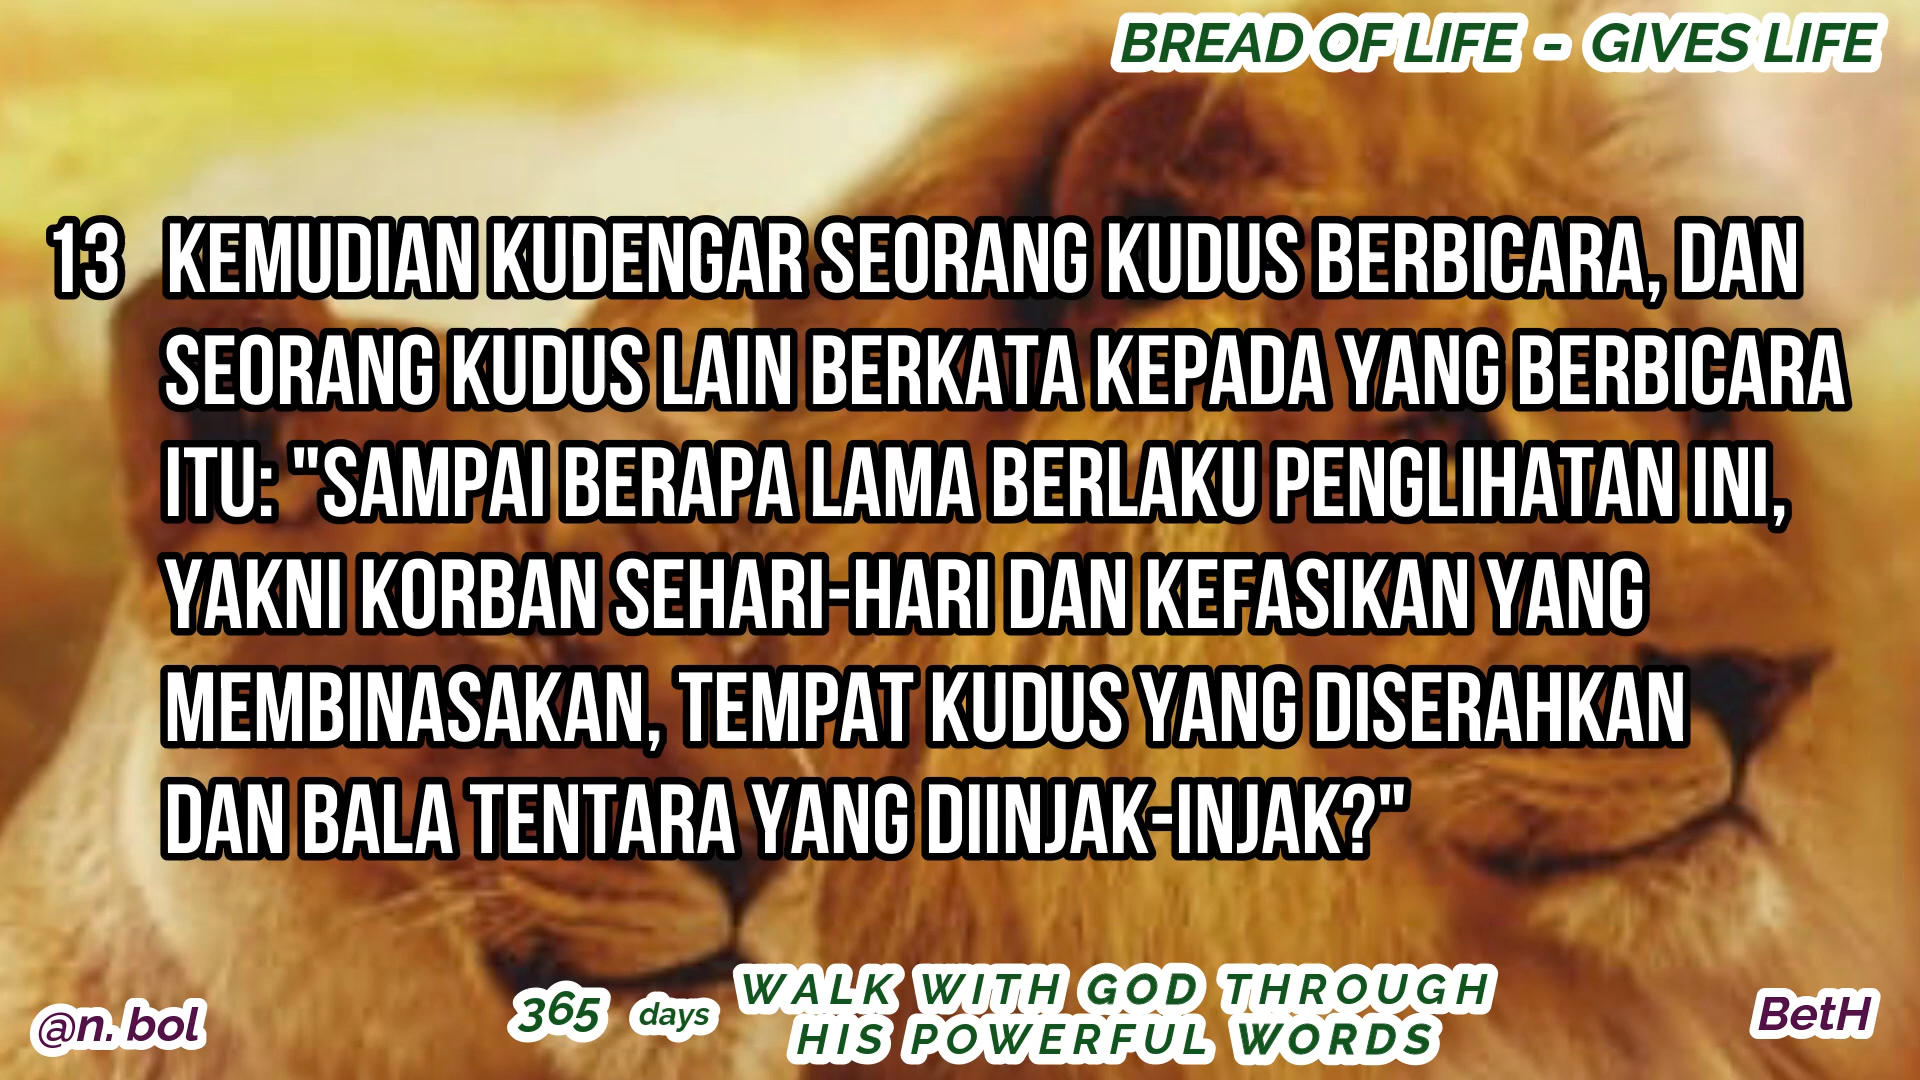 BREAD OF LIFE - GIVES LIFE
13 KEMUDIAN KUDENGAR SEORANG KUDUS BERBICARA, DAN
SEORANG KUDUS LAIN BERKATA KEPADA YANG BERBICARA
ITU: "SAMPAI BERAPA LAMA BERLAKU PENGLIHATAN INI,
YAKNI KORBAN SEHARI-HARI DAN KEFASIKAN YANG
MEMBINASAKAN, TEMPAT KUDUS YANG DISERAHKAN
DAN BALA TENTARA YANG DIINJAK-INJAK?"
@n. bol
365 days
WALK WITH GOD THROUGH
HIS POWERFUL WORDS
BetH